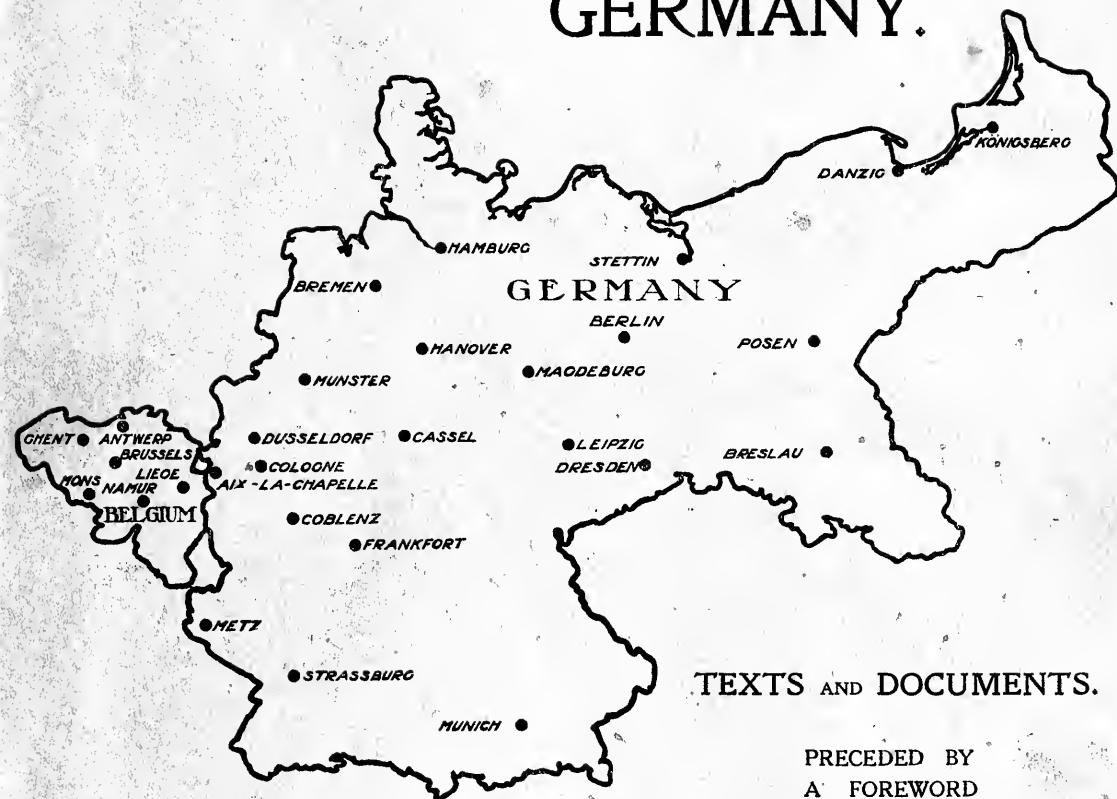 GERMANY.
KÖNIGSBERG
DANZIG
HAMBURG
STETTIN
BREMEN
GERMANY
BERLIN
HANOVER
POSEN
MAGDEBURG
MUNSTER
GHENT
ANTWERP
DUSSELDORF
CASSEL
LEIPZIG
BRUSSELS
COLOGNE
DRESDEN
BRESLAU
MONS
LIEGE
NAMUR
AIX-LA-CHAPELLE
BELGIUM
COBLENZ
FRANKFORT
METZ
STRASSBURG
MUNICH
TEXTS AND DOCUMENTS.
PRECEDED BY
A FOREWORD